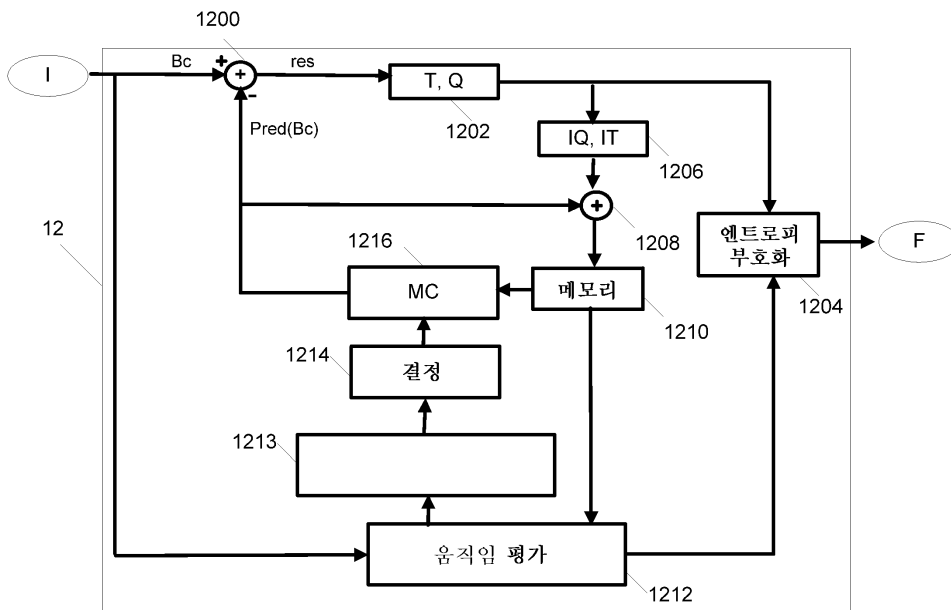 1200
I
Bc
+
+
-
res
T, Q
1202
Pred(Bc)
IQ, IT
1206
+
1208
12
1216
MC
메모리
1210
엔트로피
부호화
1204
F
1214
결정
1213
움직임 평가
1212